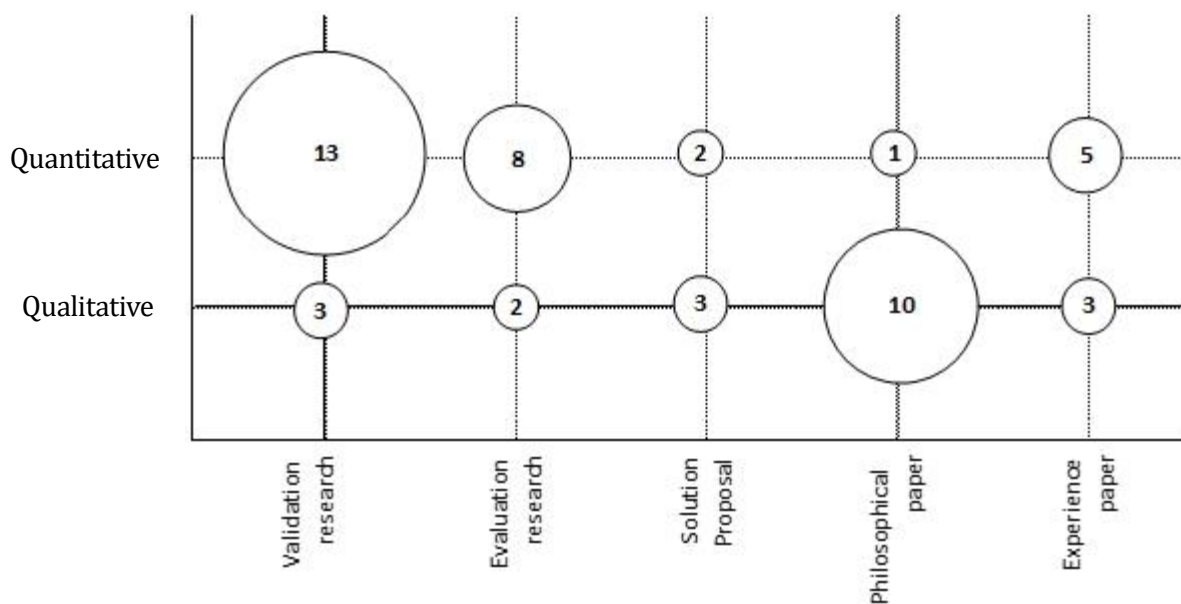 Quantitative
13
8
2
1
5
Qualitative
3
2
3
10
3
Validation
research
Evaluation
research
Solution
Proposal
Philosophical
paper
Experience
paper